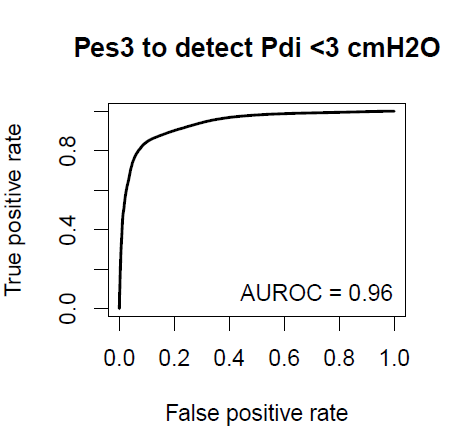 Pes3 to detect Pdi <3 cmH2O
True positive rate
0.8
0.4
0.0
AUROC = 0.96
0.0 0.2 0.4 0.6 0.8 1.0
False positive rate